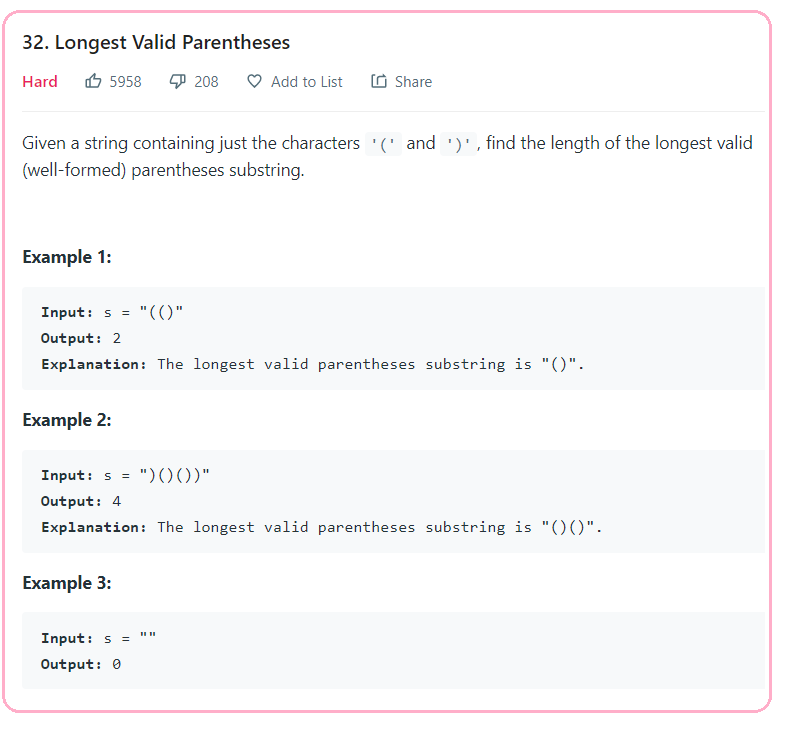 32. Longest Valid Parentheses
Hard 5958 208 Add to List Share
Given a string containing just the characters '(' and ')', find the length of the longest valid
(well-formed) parentheses substring.
Example 1:
Input: s = "(()"
Output: 2
Explanation: The longest valid parentheses substring is "()".
Example 2:
Input: s = ")()())"
Output: 4
Explanation: The longest valid parentheses substring is "()()".
Example 3:
Input: s = ""
Output: 0